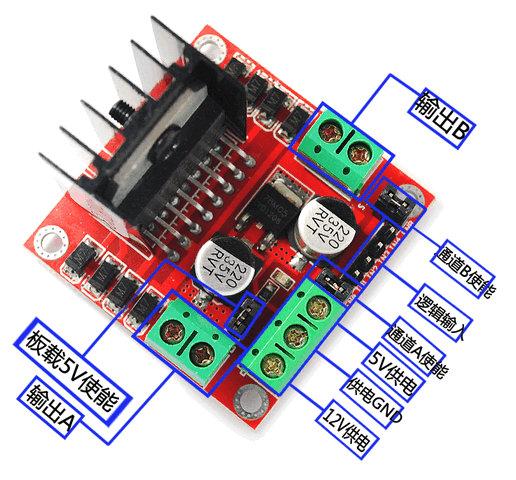 输出B
通道B使能
逻辑输入
通道A使能
5V供电
供电GND
12V供电
板载5V使能
输出A
220
35V
RVT
220
35V
RVT